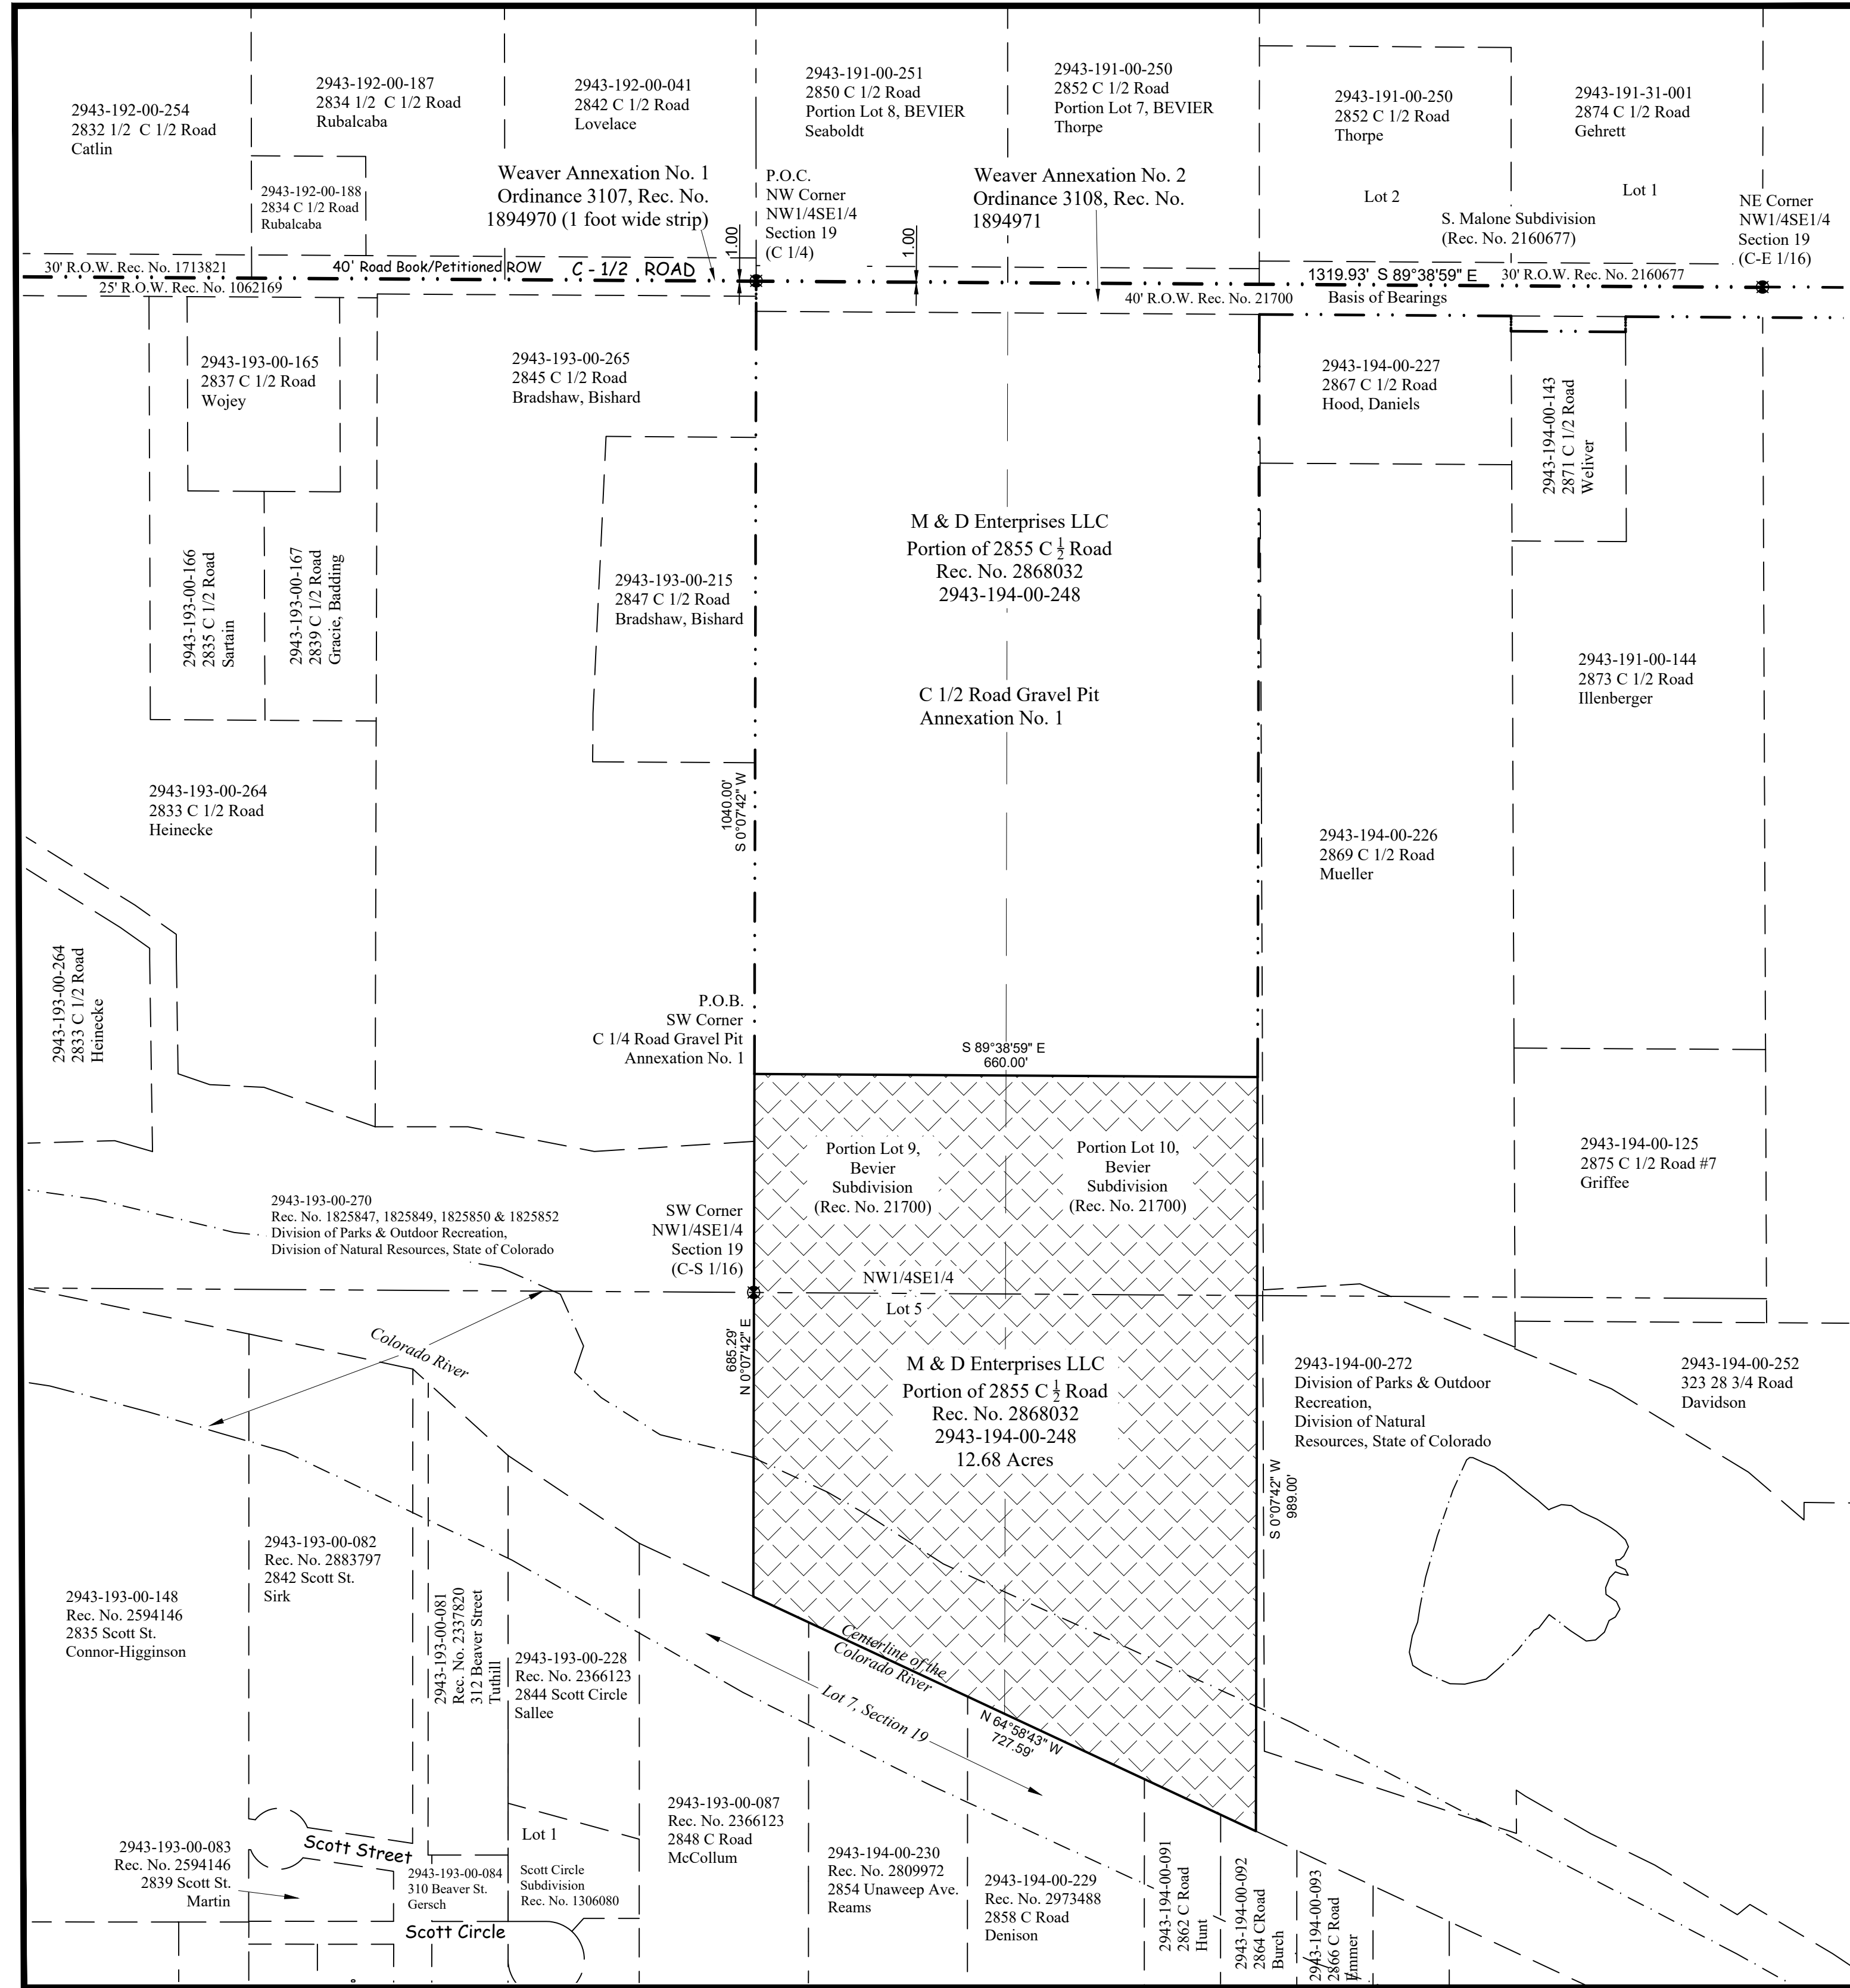 2943-192-00-254
2832 1/2  C 1/2 Road
Catlin
2943-192-00-187
2834 1/2  C 1/2 Road
Rubalcaba
2943-192-00-041
2842 C 1/2 Road
Lovelace
2943-191-00-251
2850 C 1/2 Road
Portion Lot 8, BEVIER
Seaboldt
2943-191-00-250
2852 C 1/2 Road
Portion Lot 7, BEVIER
Thorpe
2943-191-00-250
2852 C 1/2 Road
Thorpe
2943-191-31-001
2874 C 1/2 Road
Gehrett
2943-192-00-188
2834 C 1/2 Road
Rubalcaba
Weaver Annexation No. 1
Ordinance 3107, Rec. No.
1894970 (1 foot wide strip)
P.O.C.
NW Corner
NW1/4SE1/4
Section 19
(C 1/4)
Weaver Annexation No. 2
Ordinance 3108, Rec. No.
1894971
Lot 2
Lot 1
S. Malone Subdivision
(Rec. No. 2160677)
NE Corner
NW1/4SE1/4
Section 19
(C-E 1/16)
1.00
1.00
30' R.O.W. Rec. No. 1713821
40' Road Book/Petitioned ROW
C - 1/2  ROAD
1319.93'  S 89°38'59" E
30' R.O.W. Rec. No. 2160677
25' R.O.W. Rec. No. 1062169
40' R.O.W. Rec. No. 21700
Basis of Bearings
2943-193-00-165
2837 C 1/2 Road
Wojey
2943-193-00-265
2845 C 1/2 Road
Bradshaw, Bishard
2943-194-00-227
2867 C 1/2 Road
Hood, Daniels
2943-194-00-143
2871 C 1/2 Road
Weliver
M & D Enterprises LLC
Portion of 2855 C 1/2 Road
Rec. No. 2868032
2943-194-00-248
2943-193-00-166
2835 C 1/2 Road
Sartain
2943-193-00-167
2839 C 1/2 Road
Gracie, Badding
2943-193-00-215
2847 C 1/2 Road
Bradshaw, Bishard
C 1/2 Road Gravel Pit
Annexation No. 1
2943-191-00-144
2873 C 1/2 Road
Illenberger
2943-193-00-264
2833 C 1/2 Road
Heinecke
1040.00'
S 0°07'42" W
2943-194-00-226
2869 C 1/2 Road
Mueller
2943-193-00-264
2833 C 1/2 Road
Heinecke
P.O.B.
SW Corner
C 1/4 Road Gravel Pit
Annexation No. 1
S 89°38'59" E
660.00'
Portion Lot 9,
Bevier
Subdivision
(Rec. No. 21700)
Portion Lot 10,
Bevier
Subdivision
(Rec. No. 21700)
2943-194-00-125
2875 C 1/2 Road #7
Griffee
2943-193-00-270
Rec. No. 1825847, 1825849, 1825850 & 1825852
Division of Parks & Outdoor Recreation,
Division of Natural Resources, State of Colorado
SW Corner
NW1/4SE1/4
Section 19
(C-S 1/16)
NW1/4SE1/4
Lot 5
Colorado River
685.29'
N 0°07'42" E
M & D Enterprises LLC
Portion of 2855 C 1/2 Road
Rec. No. 2868032
2943-194-00-248
12.68 Acres
2943-194-00-272
Division of Parks & Outdoor
Recreation,
Division of Natural
Resources, State of Colorado
2943-194-00-252
323 28 3/4 Road
Davidson
S 0°07'42" W
989.00'
2943-193-00-082
Rec. No. 2883797
2842 Scott St.
Sirk
2943-193-00-148
Rec. No. 2594146
2835 Scott St.
Connor-Higginson
2943-193-00-081
Rec. No. 2337820
312 Beaver Street
Tuthill
2943-193-00-228
Rec. No. 2366123
2844 Scott Circle
Sallee
Centerline of the
Colorado River
Lot 7, Section 19
N 64°58'43" W
727.59'
2943-193-00-087
Rec. No. 2366123
2848 C Road
McCollum
2943-193-00-083
Rec. No. 2594146
2839 Scott St.
Martin
Scott Street
Lot 1
2943-193-00-084
310 Beaver St.
Gersch
Scott Circle
Subdivision
Rec. No. 1306080
Scott Circle
2943-194-00-230
Rec. No. 2809972
2854 Unaweep Ave.
Reams
2943-194-00-229
Rec. No. 2973488
2858 C Road
Denison
2943-194-00-091
2862 C Road
Hunt
2943-194-00-092
2864 CRoad
Burch
2943-194-00-093
2866 C Road
Emmer